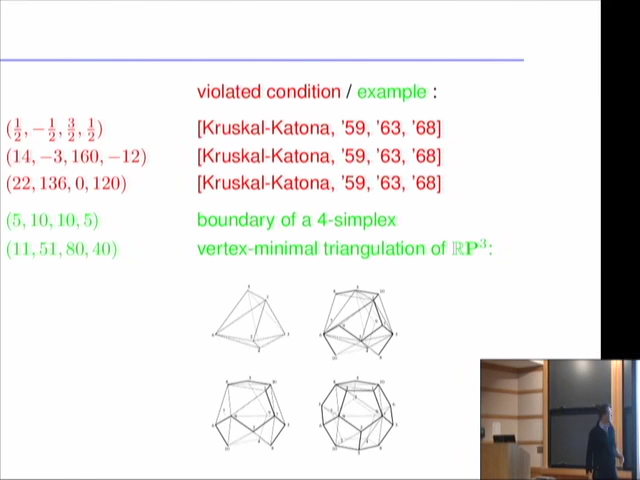 violated condition / example :
(1/2, −1/2, 3/2, 1/2) [Kruskal-Katona, '59, '63, '68]
(14, −3, 160, −12) [Kruskal-Katona, '59, '63, '68]
(22, 136, 0, 120) [Kruskal-Katona, '59, '63, '68]
(5, 10, 10, 5) boundary of a 4-simplex
(11, 51, 80, 40) vertex-minimal triangulation of ℝP³: